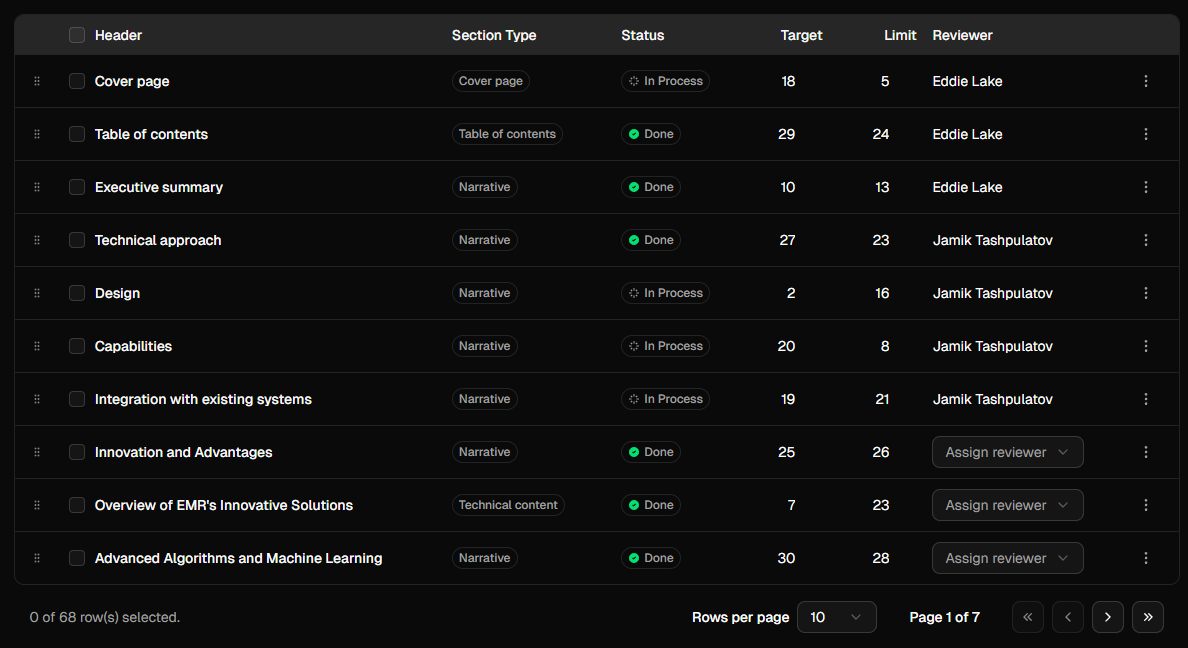 Header Section Type Status Target Limit Reviewer
Cover page Cover page In Process 18 5 Eddie Lake
Table of contents Table of contents Done 29 24 Eddie Lake
Executive summary Narrative Done 10 13 Eddie Lake
Technical approach Narrative Done 27 23 Jamik Tashpulatov
Design Narrative In Process 2 16 Jamik Tashpulatov
Capabilities Narrative In Process 20 8 Jamik Tashpulatov
Integration with existing systems Narrative In Process 19 21 Jamik Tashpulatov
Innovation and Advantages Narrative Done 25 26 Assign reviewer
Overview of EMR's Innovative Solutions Technical content Done 7 23 Assign reviewer
Advanced Algorithms and Machine Learning Narrative Done 30 28 Assign reviewer
0 of 68 row(s) selected. Rows per page 10 Page 1 of 7